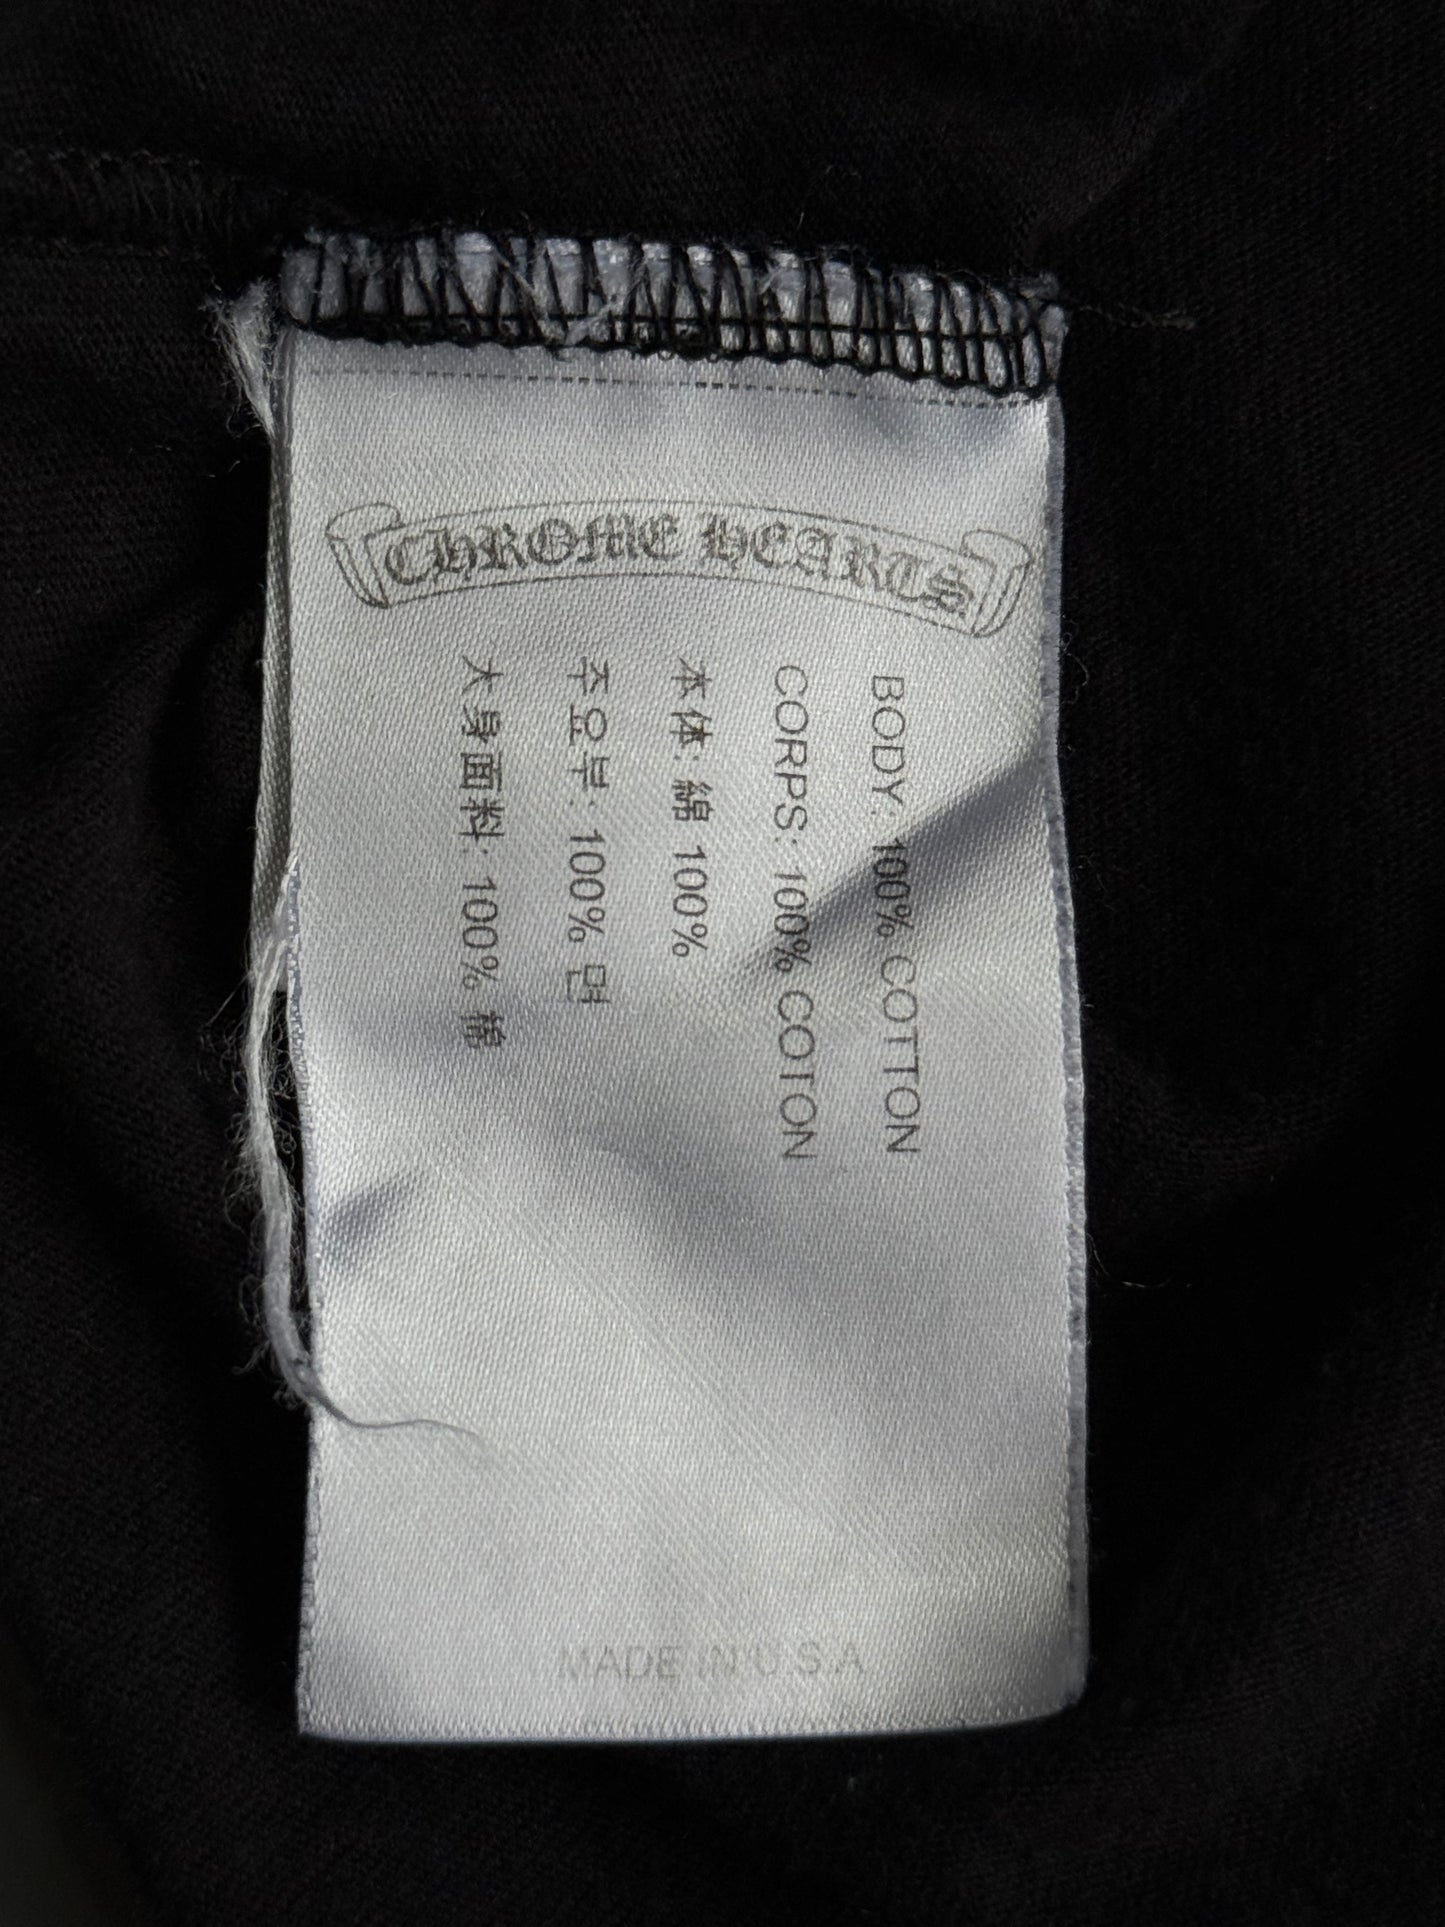 CHROME HEARTS
BODY: 100% COTTON
CORPS: 100% COTON
本体: 綿 100%
주요부: 100% 면
大身面料: 100% 棉
MADE IN U.S.A